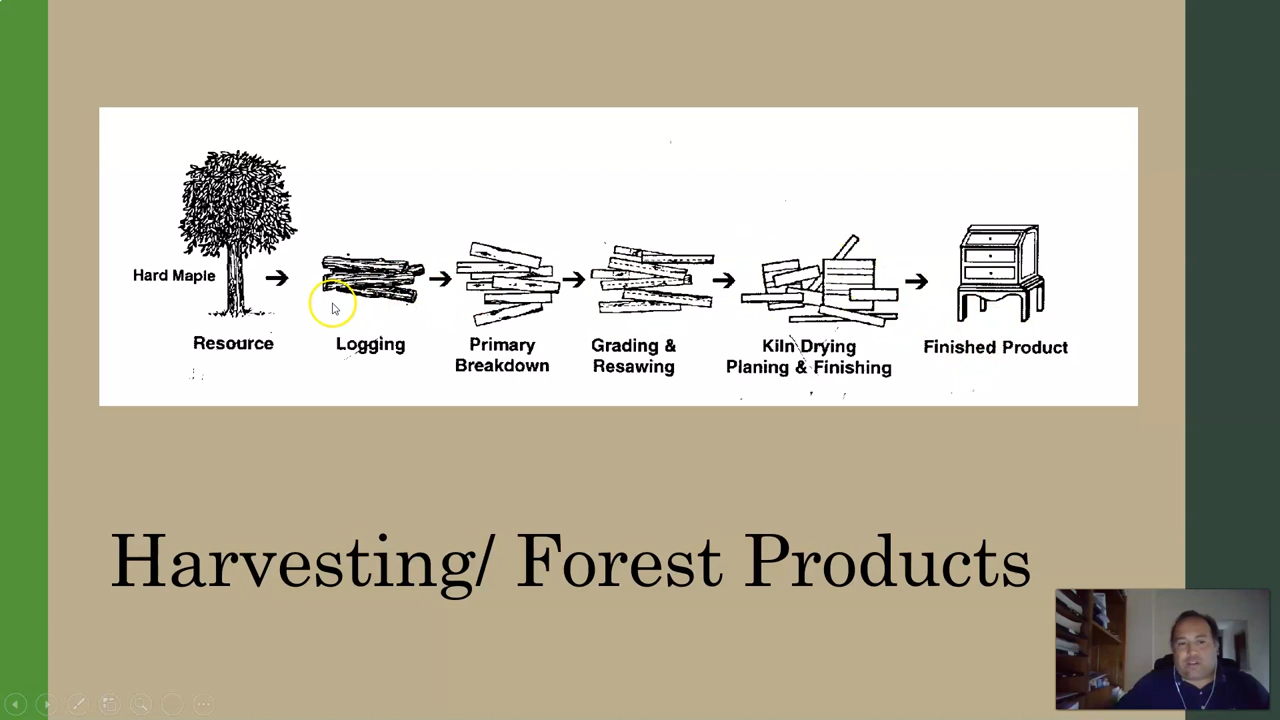 Hard Maple
Resource
Logging
Primary
Breakdown
Grading &
Resawing
Kiln Drying
Planing & Finishing
Finished Product
Harvesting/ Forest Products